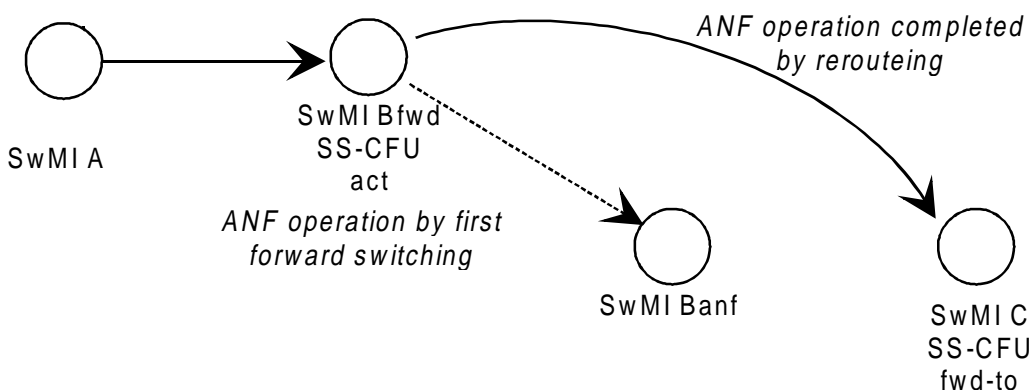 ANF operation completed
by rerouteing
SwMI A
SwMI Bfwd
SS-CFU
act
ANF operation by first
forward switching
SwMI Banf
SwMI C
SS-CFU
fwd-to